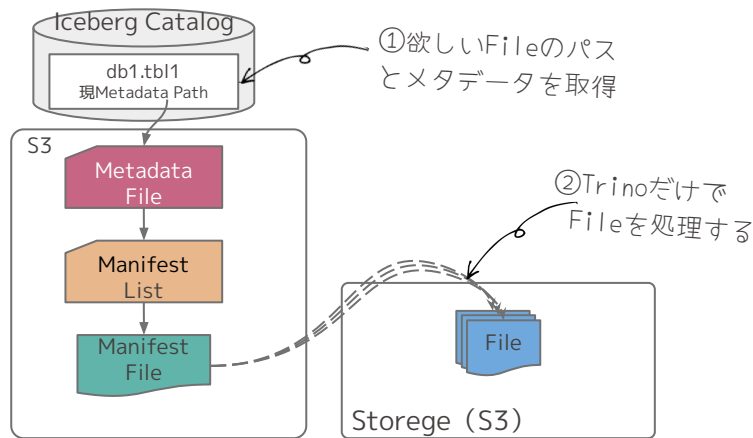 Iceberg Catalog
db1.tbl1
現Metadata Path
①欲しいFileのパス
とメタデータを取得
S3
Metadata
File
Manifest
List
Manifest
File
②Trinoだけで
Fileを処理する
File
Storege（S3）